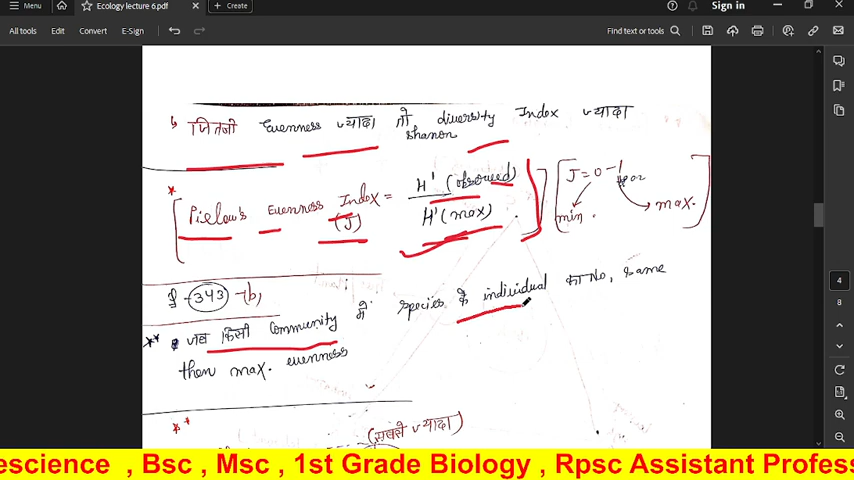 Menu
Ecology lecture 6.pdf
+ Create
Sign in
All tools Edit Convert E-Sign
Find text or tools
↳ जितनी Evenness ज्यादा तो diversity Index ज्यादा
shanon
* Pielou's Evenness Index = H' (observed)
(J) H' (max)
J = 0 - 1
min. max.
343 - (b)
** जब किसी Community में species के individual का No. same
then max. evenness
4
8
**
(सबसे ज्यादा)
escience , Bsc , Msc , 1st Grade Biology , Rpsc Assistant Profes